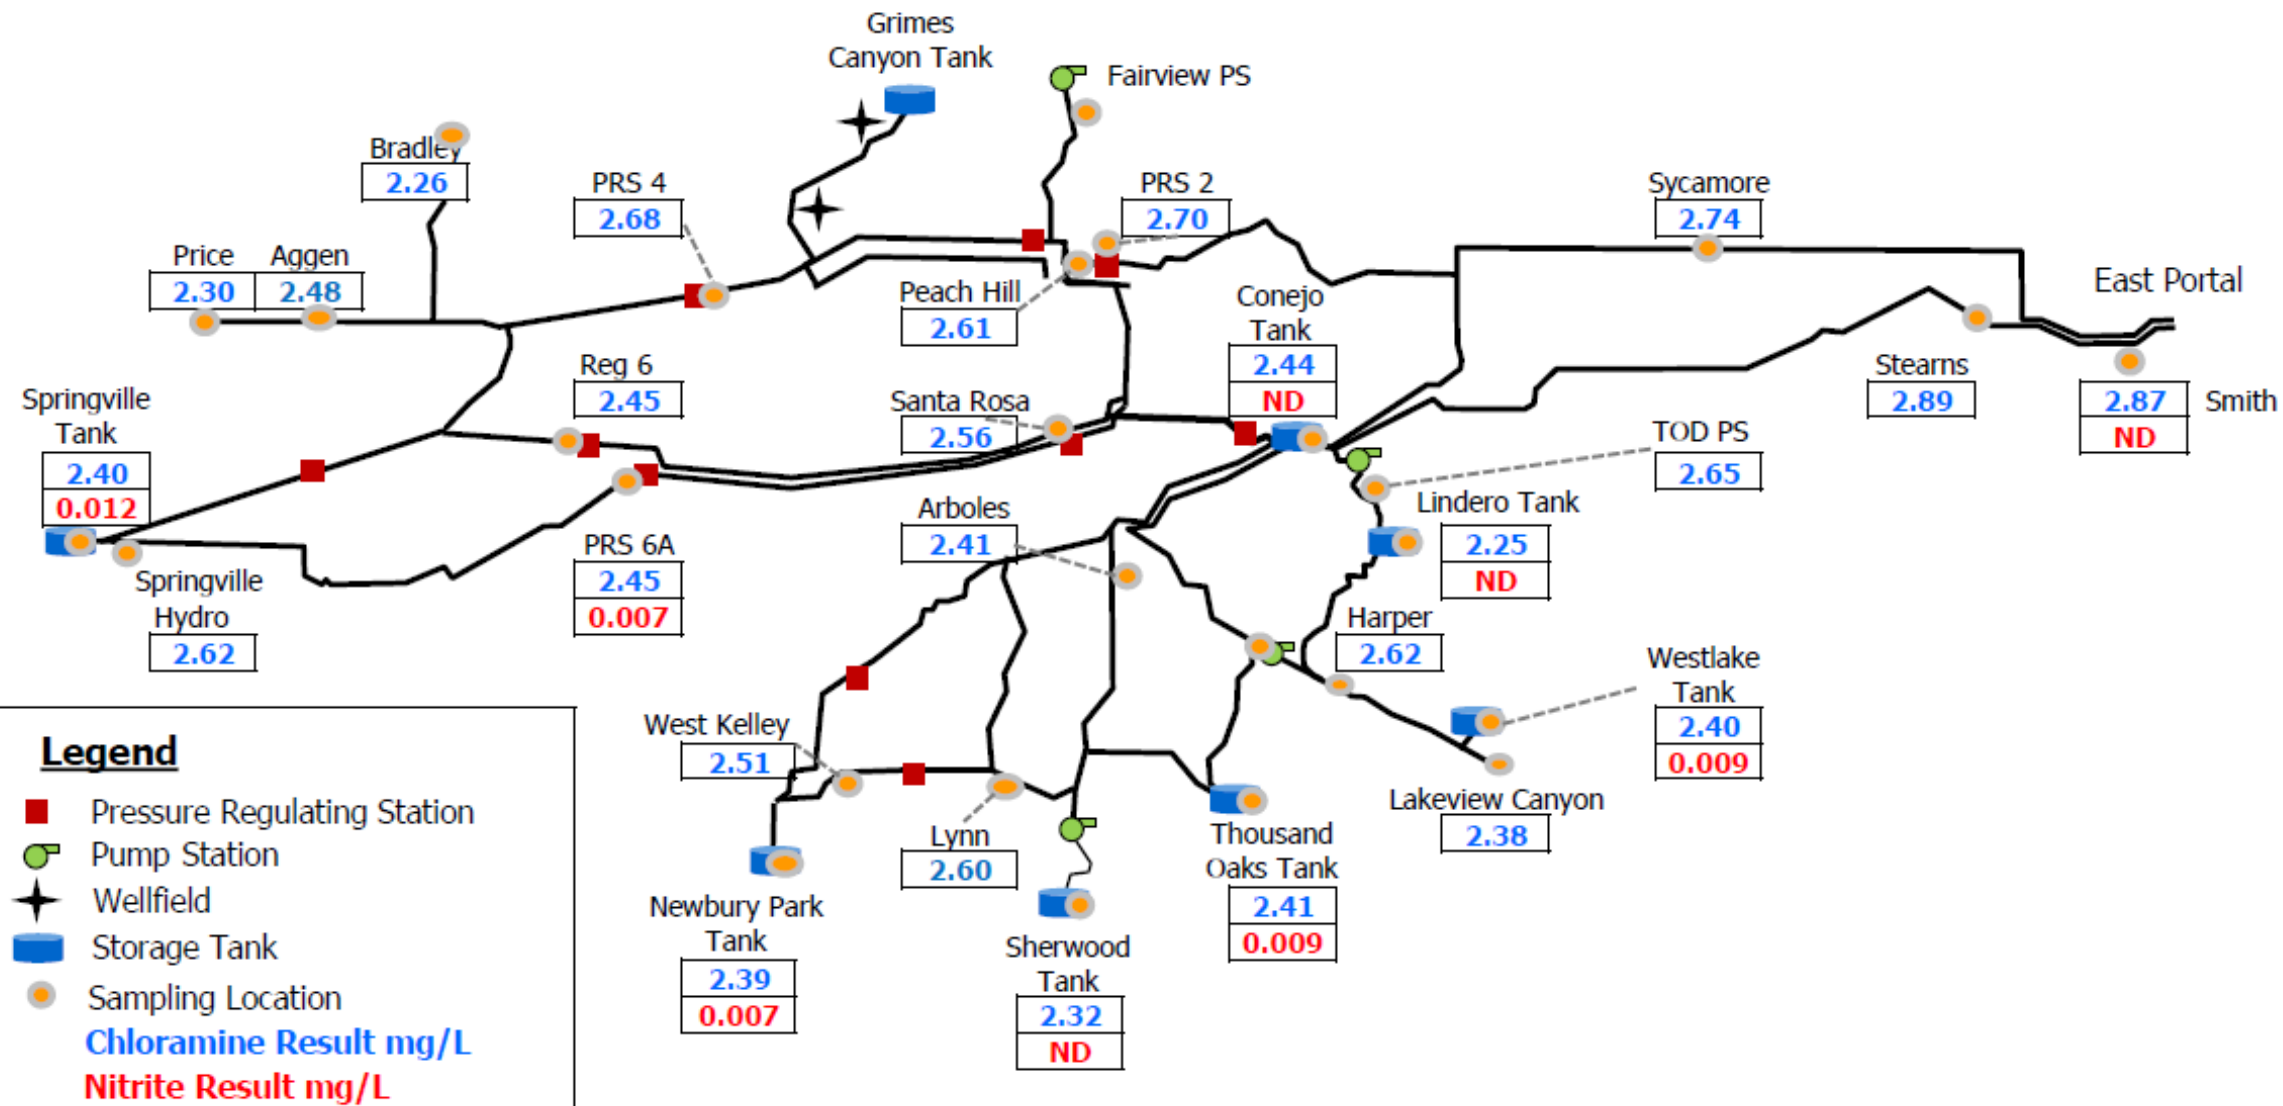 Grimes
Canyon Tank
Fairview PS
Bradley
2.26
PRS 4
2.68
PRS 2
2.70
Sycamore
2.74
Price
2.30
Aggen
2.48
Peach Hill
2.61
Conejo
Tank
2.44
ND
East Portal
Stearns
2.89
2.87
ND
Smith
Springville
Tank
2.40
0.012
Reg 6
2.45
Santa Rosa
2.56
TOD PS
2.65
Lindero Tank
2.25
ND
Arboles
2.41
PRS 6A
2.45
0.007
Springville
Hydro
2.62
Harper
2.62
Westlake
Tank
2.40
0.009
West Kelley
2.51
Lakeview Canyon
2.38
Lynn
2.60
Thousand
Oaks Tank
2.41
0.009
Newbury Park
Tank
2.39
0.007
Sherwood
Tank
2.32
ND
Legend
Pressure Regulating Station
Pump Station
Wellfield
Storage Tank
Sampling Location
Chloramine Result mg/L
Nitrite Result mg/L